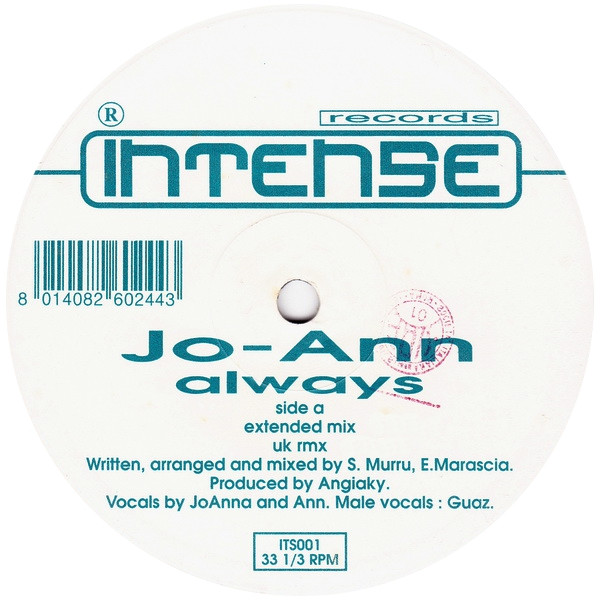 ®
records
INTENSE
8 014082 602443
Jo-Ann
always
side a
extended mix
uk rmx
Written, arranged and mixed by S. Murru, E.Marascia.
Produced by Angiaky.
Vocals by JoAnna and Ann. Male vocals : Guaz.
ITS001
33 1/3 RPM